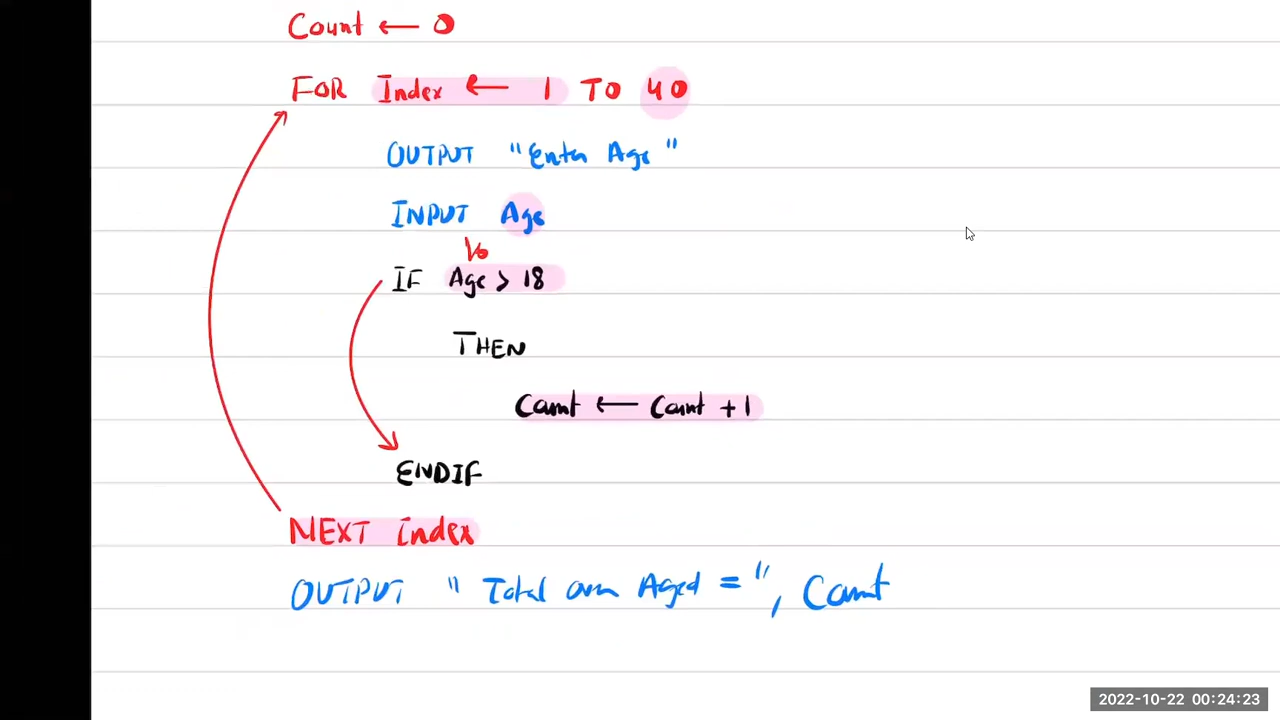 Count ← 0
FOR Index ← 1 TO 40
OUTPUT "Enter Age"
INPUT Age
IF Age > 18
THEN
Count ← Count + 1
ENDIF
NEXT Index
OUTPUT "Total over Aged =", Count
2022-10-22 00:24:23